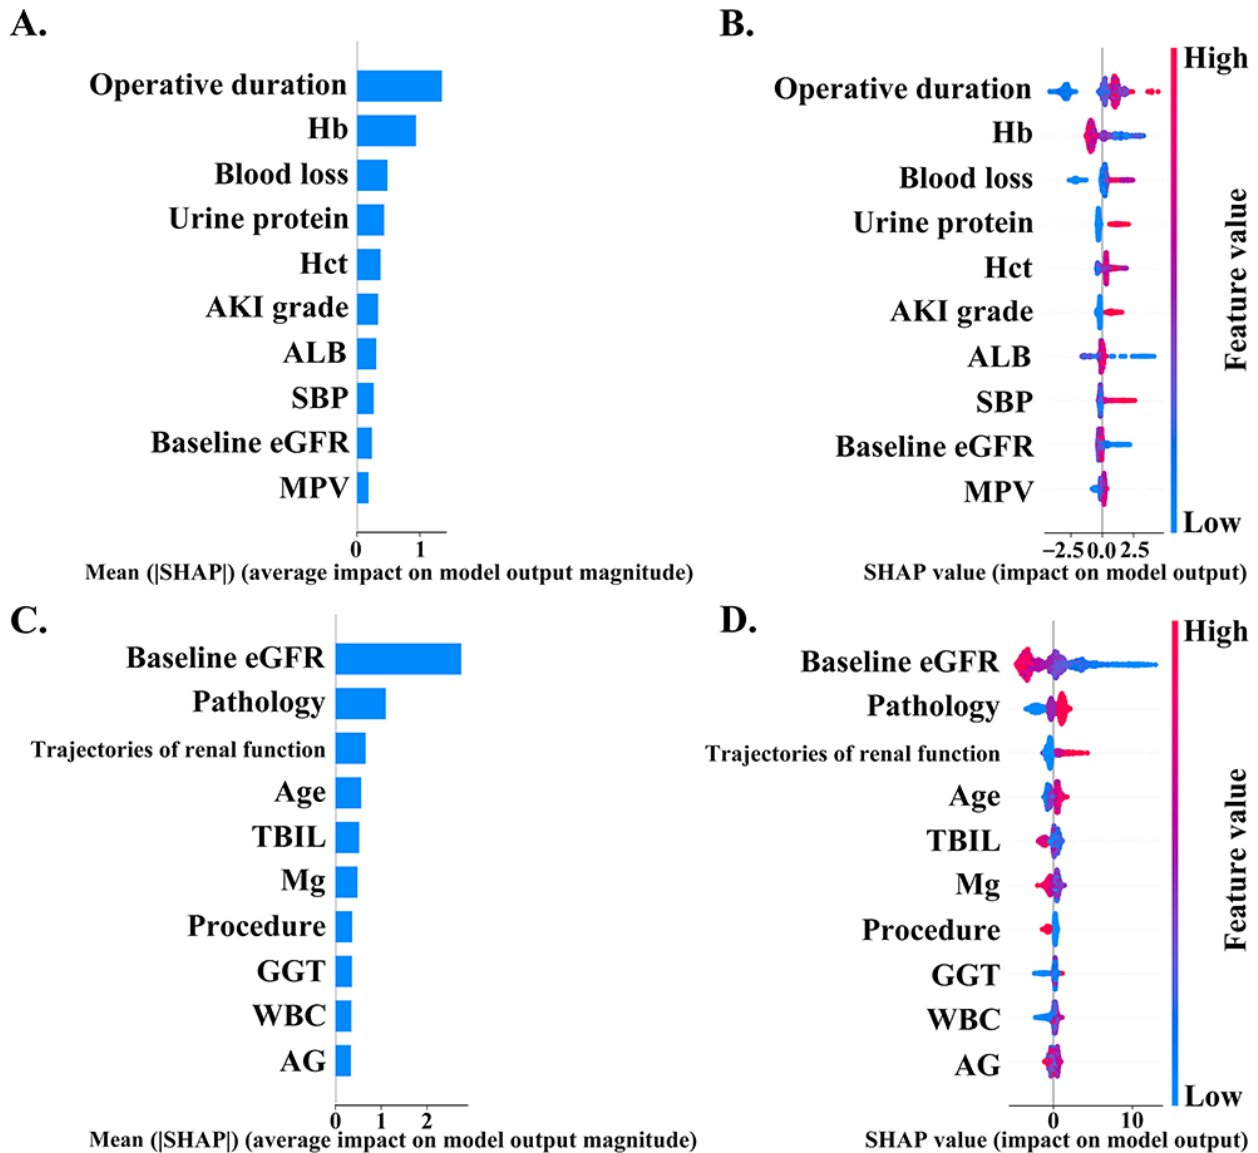 A.
Operative duration
Hb
Blood loss
Urine protein
Hct
AKI grade
ALB
SBP
Baseline eGFR
MPV
0 1
Mean (|SHAP|) (average impact on model output magnitude)
B.
High
Operative duration
Hb
Blood loss
Urine protein
Hct
AKI grade
ALB
SBP
Baseline eGFR
MPV
Feature value
Low
−2.5 0.0 2.5
SHAP value (impact on model output)
C.
Baseline eGFR
Pathology
Trajectories of renal function
Age
TBIL
Mg
Procedure
GGT
WBC
AG
0 1 2
Mean (|SHAP|) (average impact on model output magnitude)
D.
High
Baseline eGFR
Pathology
Trajectories of renal function
Age
TBIL
Mg
Procedure
GGT
WBC
AG
Feature value
Low
0 10
SHAP value (impact on model output)